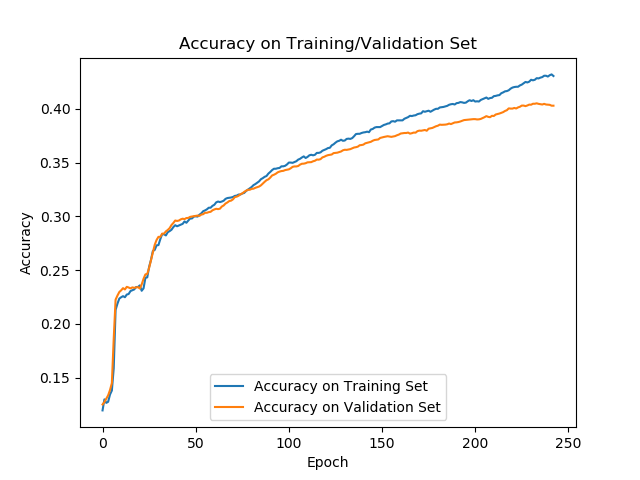 Accuracy on Training/Validation Set
0.40
0.35
0.30
0.25
0.20
0.15
Accuracy
Accuracy on Training Set
Accuracy on Validation Set
0
50
100
150
200
250
Epoch